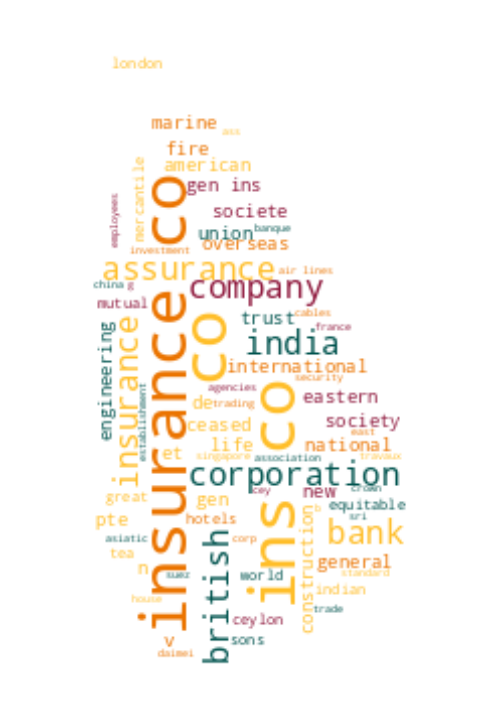 london
marine
ass
fire
american
mercantile
co
gen ins
employees
societe
union
banque
overseas
investment
assurance
air lines
china
g
company
mutual
trust
cables
france
co
india
engineering
insurance
insurance
international
security
agencies
eastern
establishment
de
trading
co
society
ceased
east
life
national
et
singapore
association
travaux
corporation
cey
new
crown
great
gen
equitable
ins
fr
sri
pte
hotels
construction
bank
asiatic
british
corp
tea
general
n
suez
world
standard
indian
house
trade
ceylon
v
sons
daimei